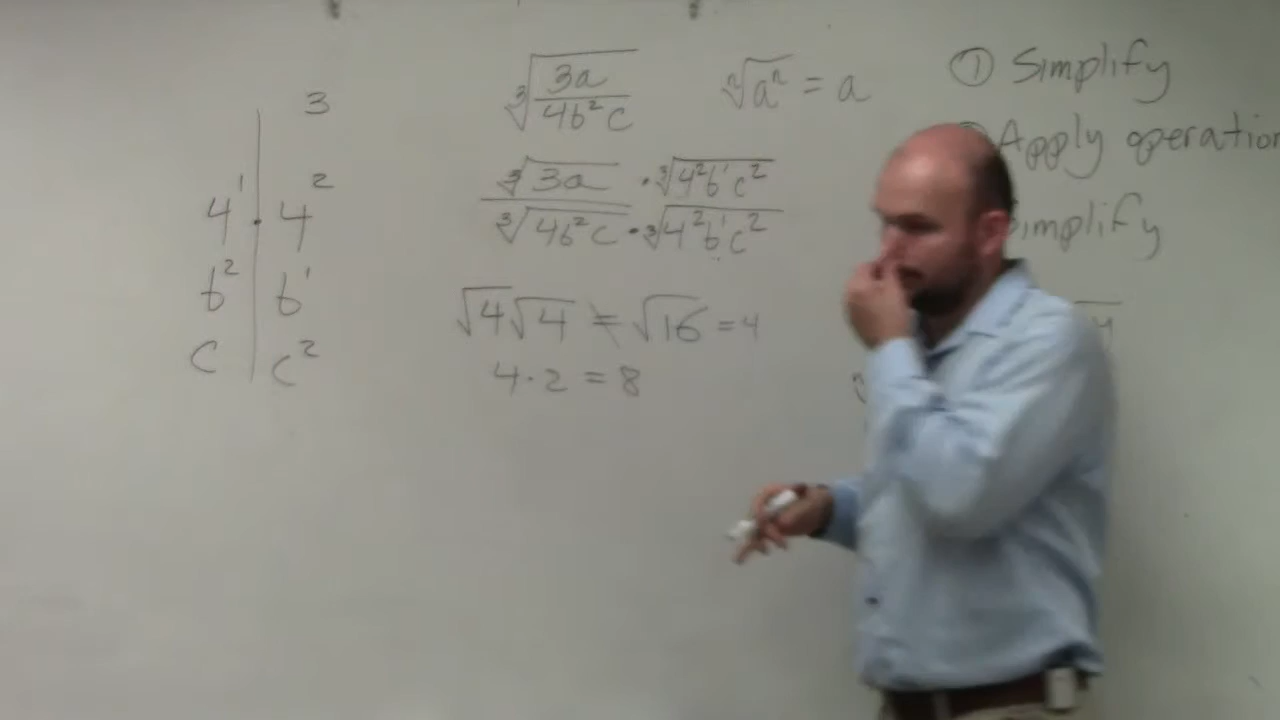 3
4¹ · 4²
b² b¹
c c²
∛(3a/4b²c) ⁿ√aⁿ = a
∛3a · ∛4²b¹c²
∛4b²c · ∛4²b¹c²
√4√4 = √16 = 4
4·2 = 8
① Simplify
Apply operation
Simplify